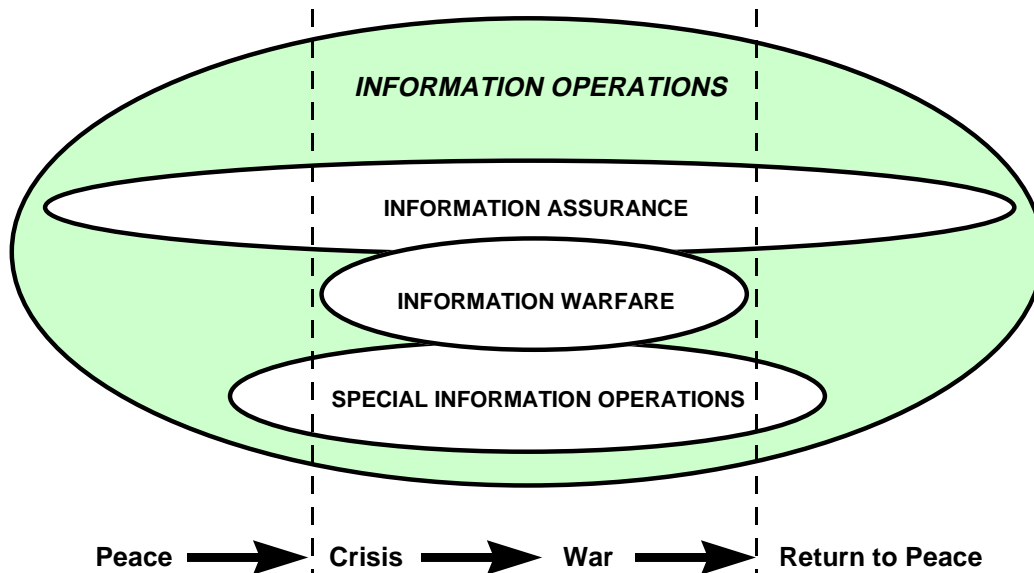 INFORMATION OPERATIONS
INFORMATION ASSURANCE
INFORMATION WARFARE
SPECIAL INFORMATION OPERATIONS
Peace Crisis War Return to Peace